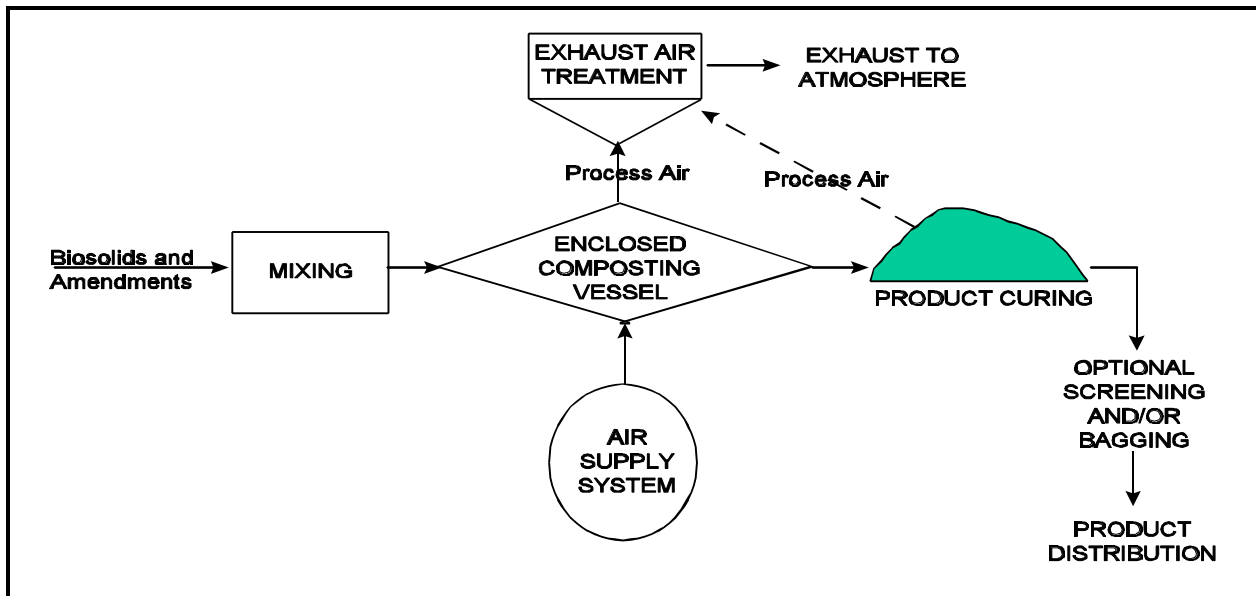 EXHAUST AIR
TREATMENT
EXHAUST TO
ATMOSPHERE
Process Air
Process Air
Biosolids and
Amendments
MIXING
ENCLOSED
COMPOSTING
VESSEL
PRODUCT CURING
AIR
SUPPLY
SYSTEM
OPTIONAL
SCREENING
AND/OR
BAGGING
PRODUCT
DISTRIBUTION